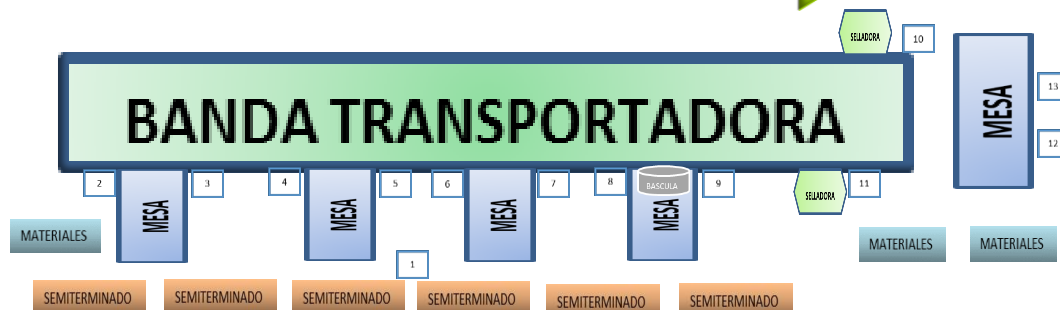 SELLADORA
10
BANDA TRANSPORTADORA
MESA
13
12
2
MESA
3
4
MESA
5
6
MESA
7
8
BASCULA
MESA
9
SELLADORA
11
MATERIALES
1
MATERIALES
MATERIALES
SEMITERMINADO
SEMITERMINADO
SEMITERMINADO
SEMITERMINADO
SEMITERMINADO
SEMITERMINADO